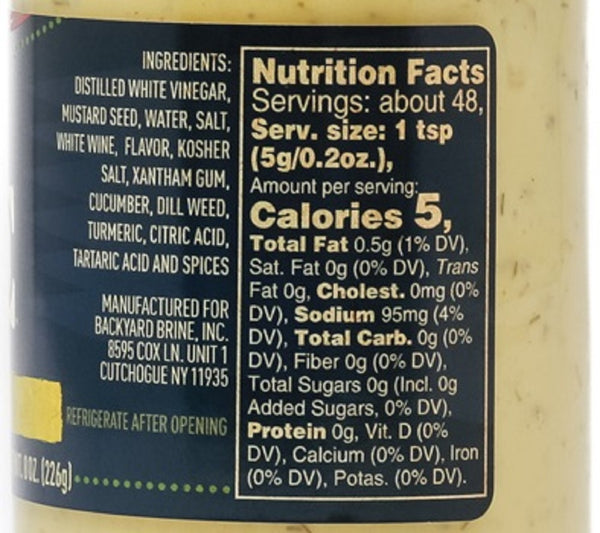 INGREDIENTS:
DISTILLED WHITE VINEGAR,
MUSTARD SEED, WATER, SALT,
WHITE WINE, FLAVOR, KOSHER
SALT, XANTHAM GUM,
CUCUMBER, DILL WEED,
TURMERIC, CITRIC ACID,
TARTARIC ACID AND SPICES
MANUFACTURED FOR
BACKYARD BRINE, INC.
8595 COX LN. UNIT 1
CUTCHOGUE NY 11935
REFRIGERATE AFTER OPENING
OZ. (226g)
Nutrition Facts
Servings: about 48,
Serv. size: 1 tsp
(5g/0.2oz.),
Amount per serving:
Calories 5,
Total Fat 0.5g (1% DV),
Sat. Fat 0g (0% DV), Trans
Fat 0g, Cholest. 0mg (0%
DV), Sodium 95mg (4%
DV), Total Carb. 0g (0%
DV), Fiber 0g (0% DV),
Total Sugars 0g (Incl. 0g
Added Sugars, 0% DV),
Protein 0g, Vit. D (0%
DV), Calcium (0% DV), Iron
(0% DV), Potas. (0% DV).